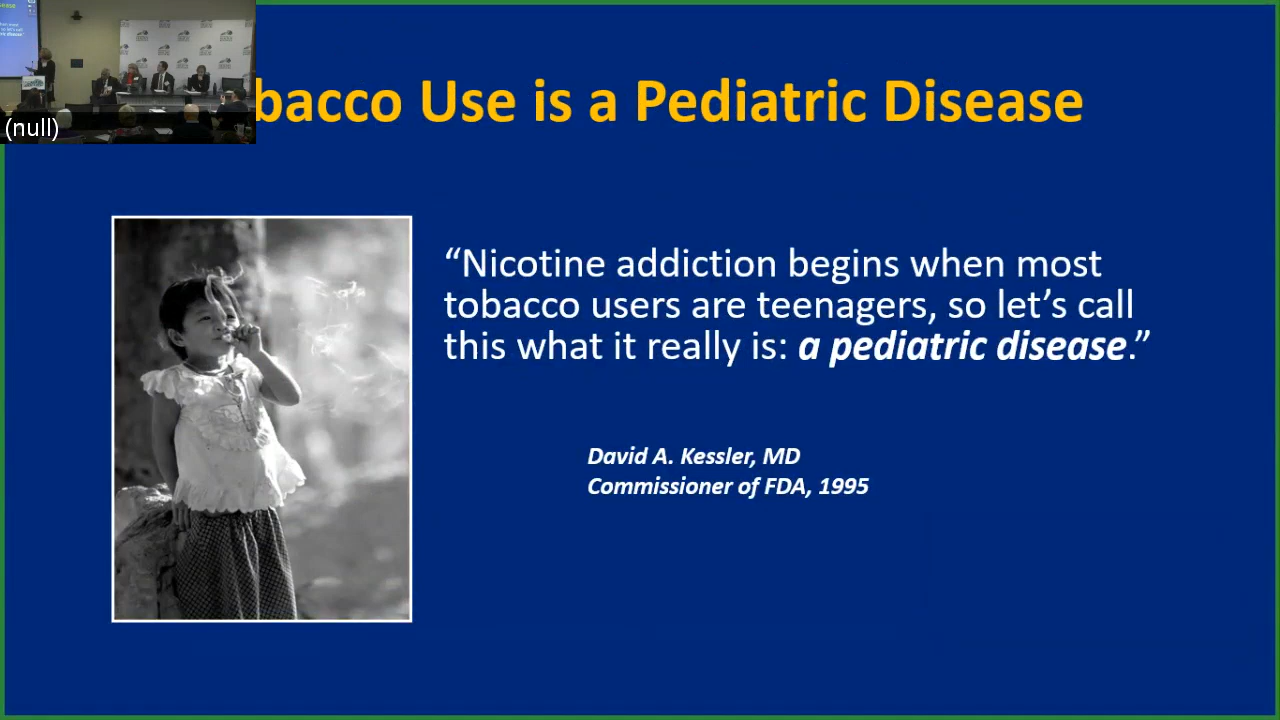 bacco Use is a Pediatric Disease
(null)
“Nicotine addiction begins when most
tobacco users are teenagers, so let’s call
this what it really is: a pediatric disease.”
David A. Kessler, MD
Commissioner of FDA, 1995